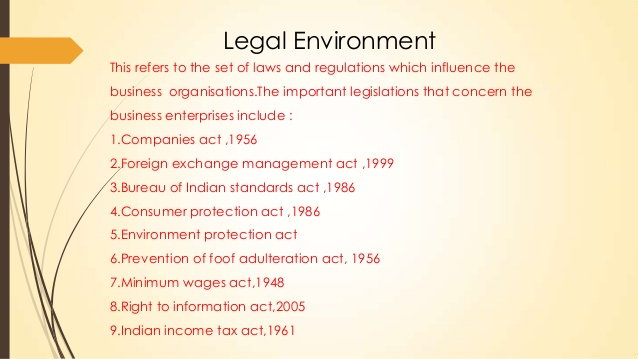 Legal Environment
This refers to the set of laws and regulations which influence the
business organisations.The important legislations that concern the
business enterprises include :
1.Companies act ,1956
2.Foreign exchange management act ,1999
3.Bureau of Indian standards act ,1986
4.Consumer protection act ,1986
5.Environment protection act
6.Prevention of foof adulteration act, 1956
7.Minimum wages act,1948
8.Right to information act,2005
9.Indian income tax act,1961